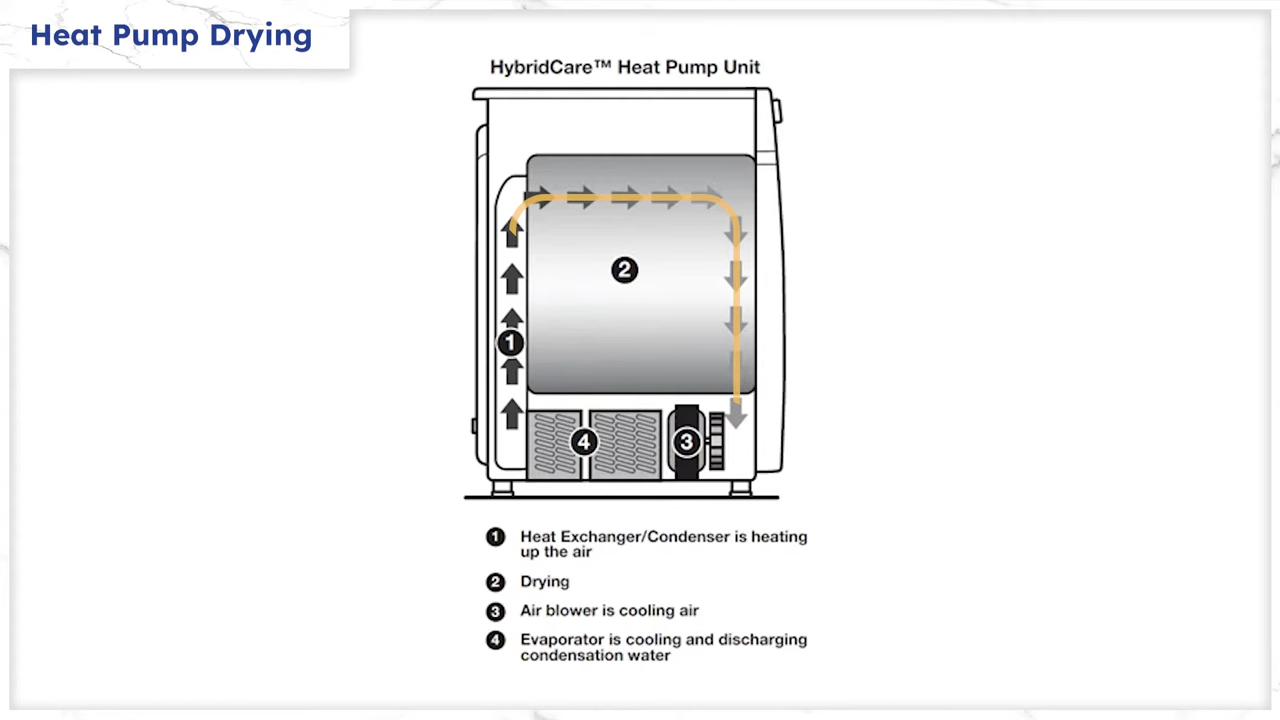 Heat Pump Drying
HybridCare™ Heat Pump Unit
2
1
4
3
1 Heat Exchanger/Condenser is heating
up the air
2 Drying
3 Air blower is cooling air
4 Evaporator is cooling and discharging
condensation water